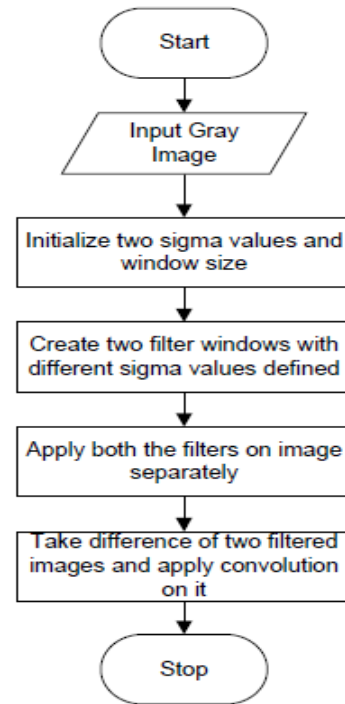 Start
Input Gray
Image
Initialize two sigma values and
window size
Create two filter windows with
different sigma values defined
Apply both the filters on image
separately
Take difference of two filtered
images and apply convolution
on it
Stop